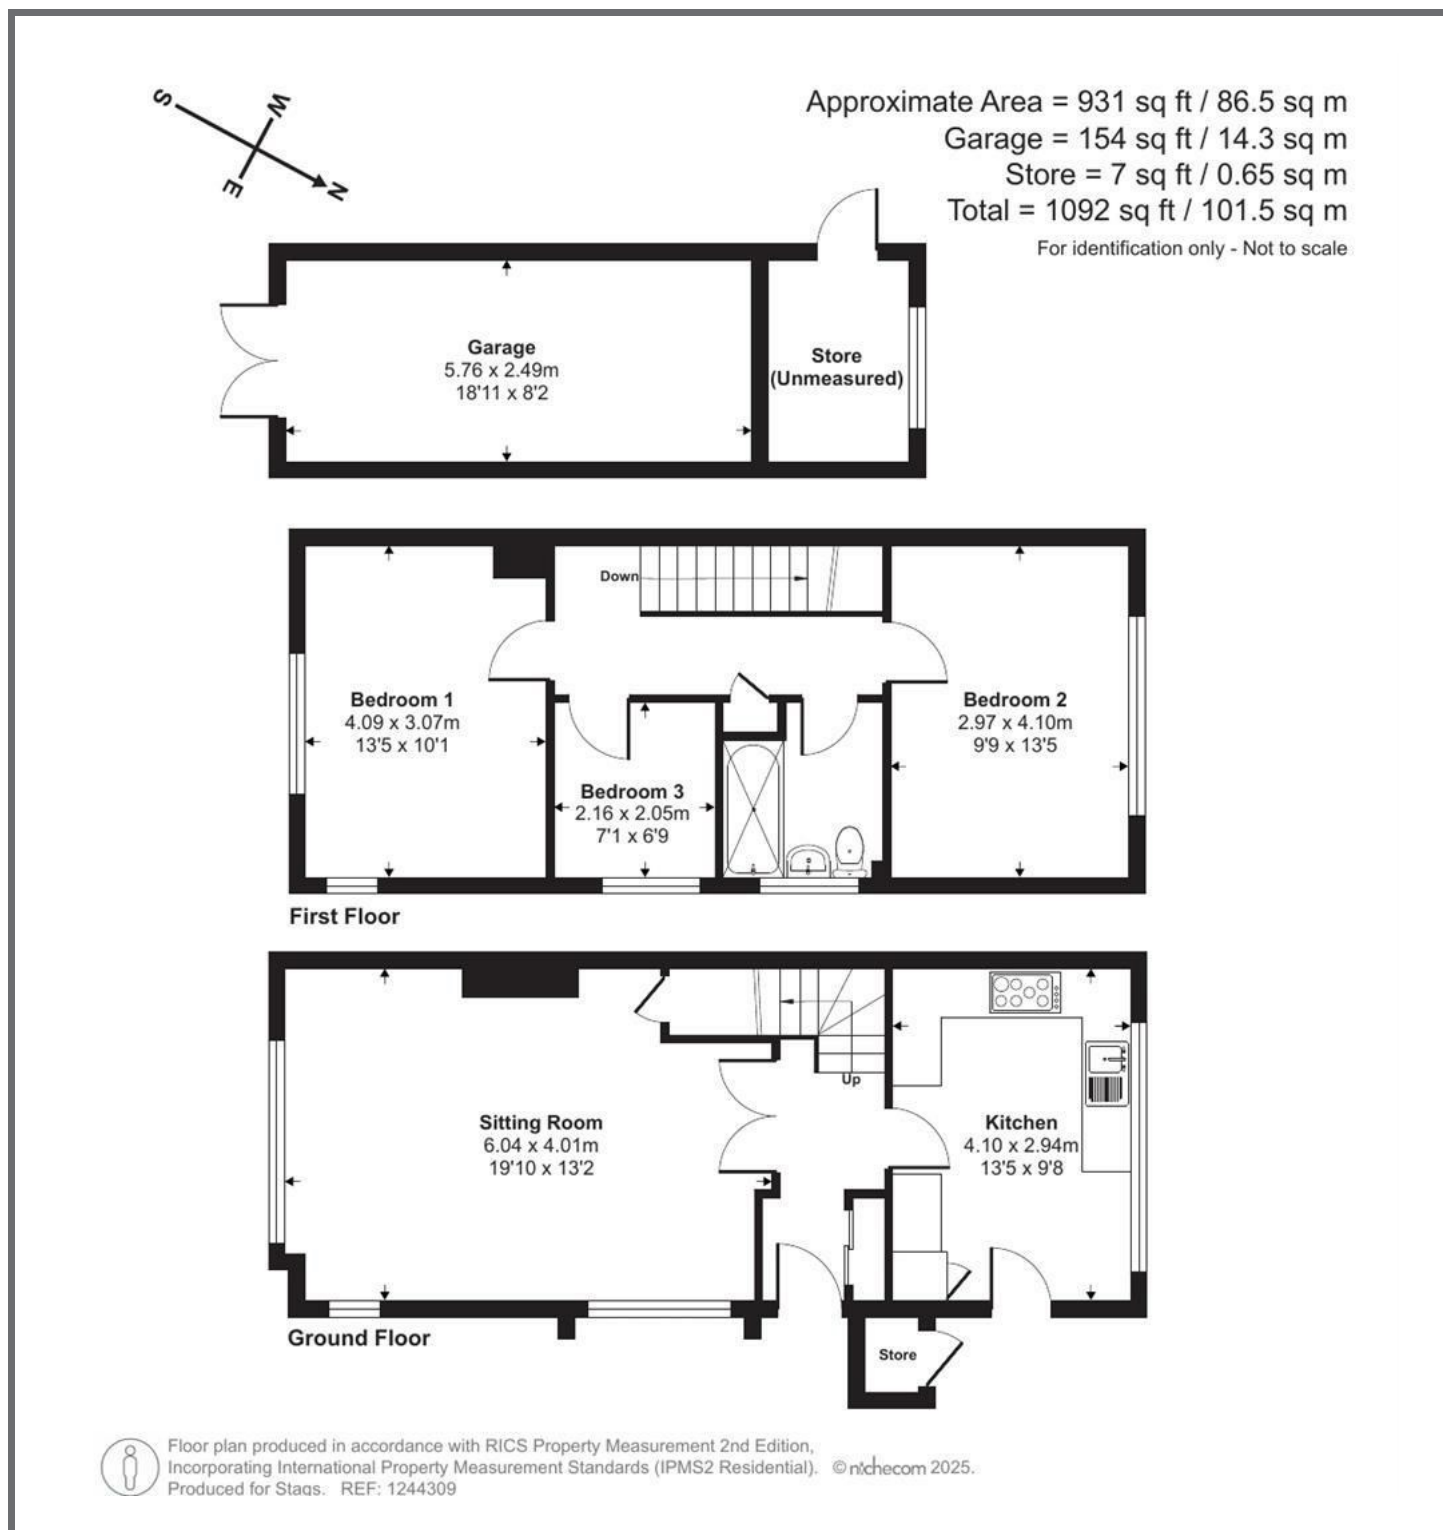 S
W
E
N
Approximate Area = 931 sq ft / 86.5 sq m
Garage = 154 sq ft / 14.3 sq m
Store = 7 sq ft / 0.65 sq m
Total = 1092 sq ft / 101.5 sq m
For identification only - Not to scale
Garage
5.76 x 2.49m
18'11 x 8'2
Store
(Unmeasured)
Down
Bedroom 1
4.09 x 3.07m
13'5 x 10'1
Bedroom 2
2.97 x 4.10m
9'9 x 13'5
Bedroom 3
2.16 x 2.05m
7'1 x 6'9
First Floor
Up
Sitting Room
6.04 x 4.01m
19'10 x 13'2
Kitchen
4.10 x 2.94m
13'5 x 9'8
Ground Floor
Store
Floor plan produced in accordance with RICS Property Measurement 2nd Edition,
Incorporating International Property Measurement Standards (IPMS2 Residential). © nichecom 2025.
Produced for Stags. REF: 1244309